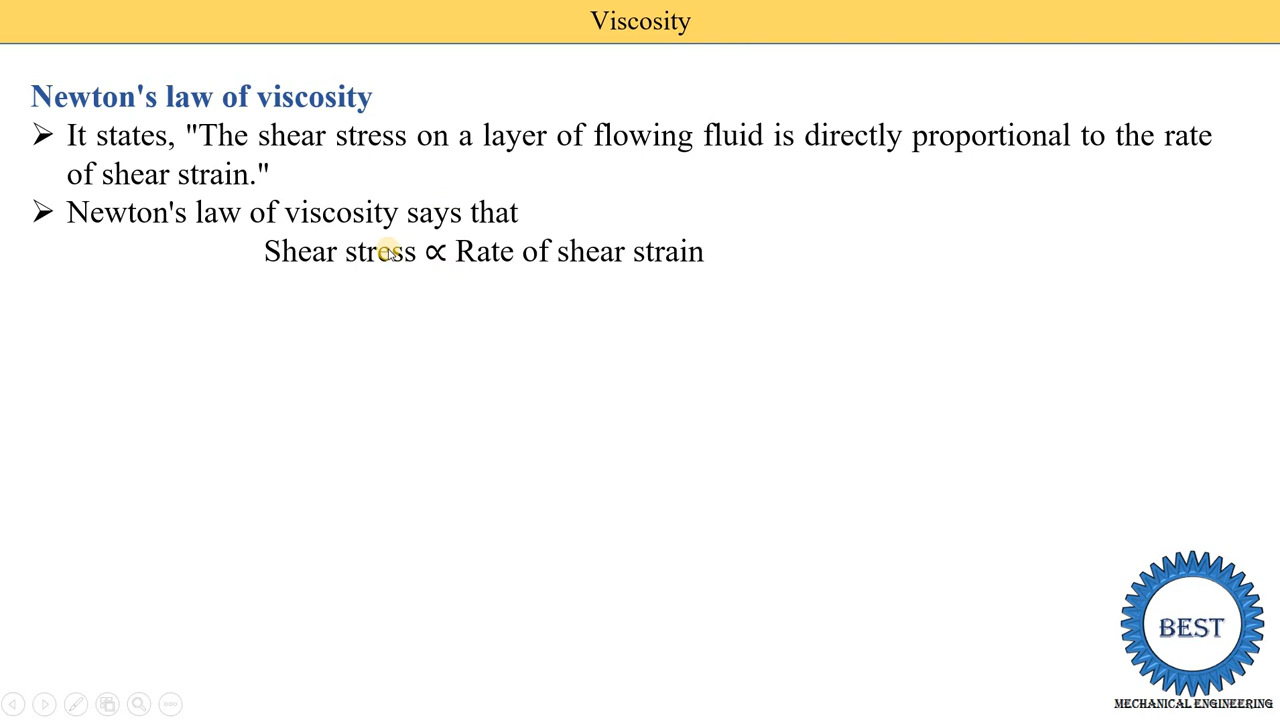 Viscosity
Newton's law of viscosity
➢ It states, "The shear stress on a layer of flowing fluid is directly proportional to the rate
of shear strain."
➢ Newton's law of viscosity says that
Shear stress ∝ Rate of shear strain
BEST
MECHANICAL ENGINEERING